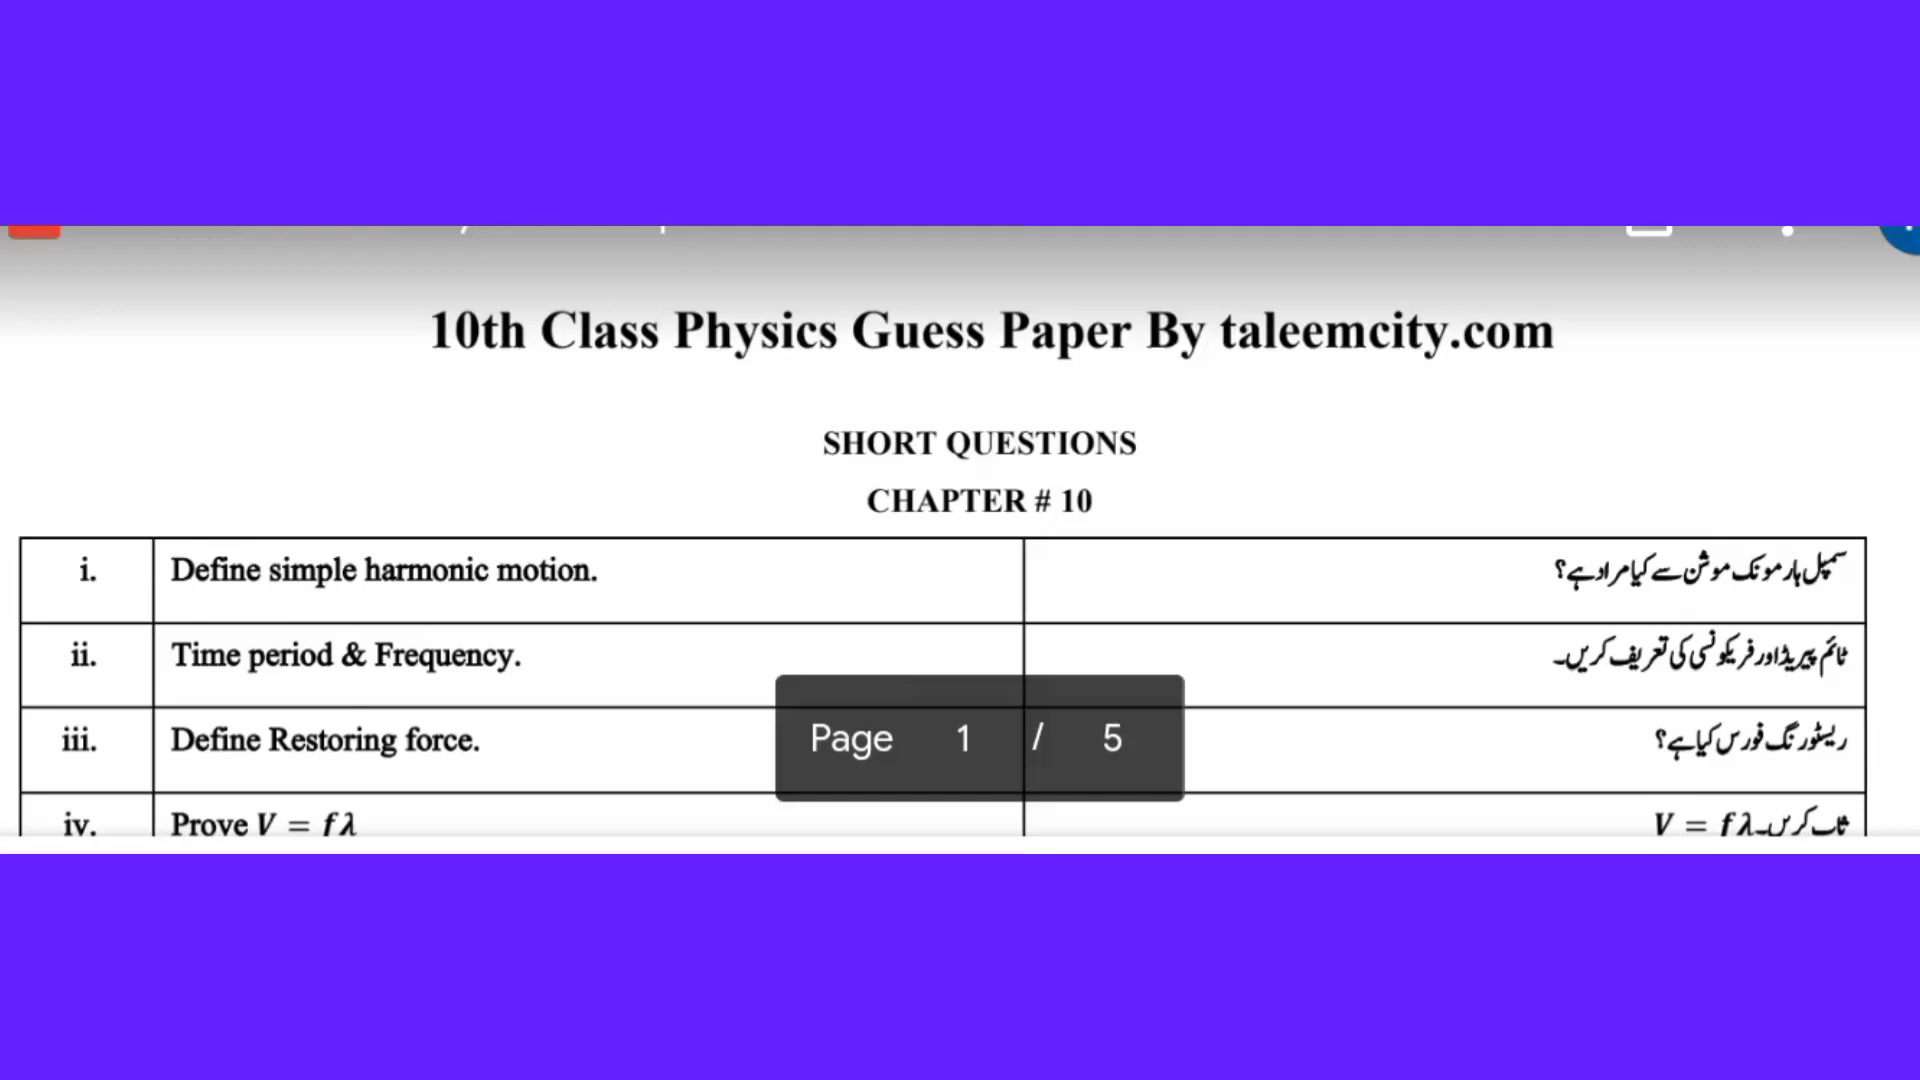 10th Class Physics Guess Paper By taleemcity.com
SHORT QUESTIONS
CHAPTER # 10
i. Define simple harmonic motion. سمپل ہارمونک موشن سے کیا مراد ہے؟
ii. Time period & Frequency. ٹائم پیریڈ اور فریکونسی کی تعریف کریں۔
iii. Define Restoring force. ریسٹورنگ فورس کیا ہے؟
Page 1 / 5
iv. Prove V = fλ ثابت کریں۔ V = fλ